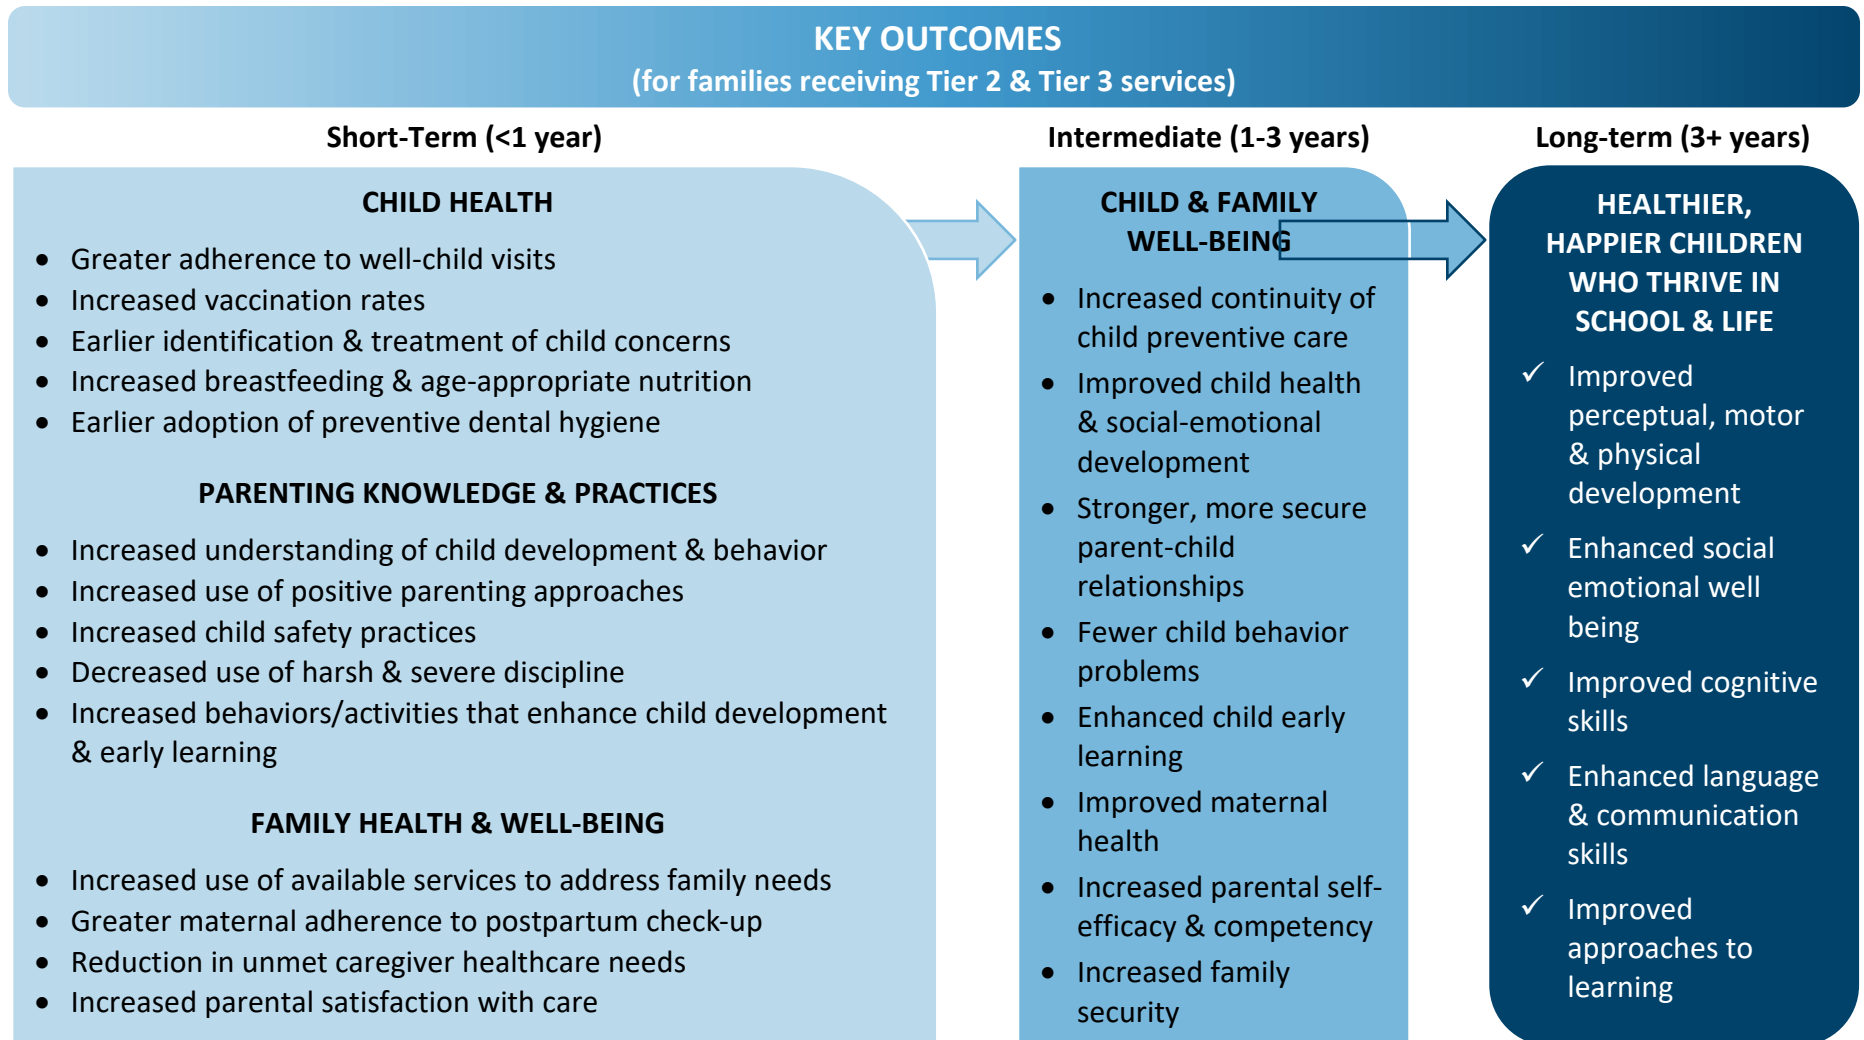 KEY OUTCOMES
(for families receiving Tier 2 & Tier 3 services)
Short-Term (<1 year)
CHILD HEALTH
• Greater adherence to well-child visits
• Increased vaccination rates
• Earlier identification & treatment of child concerns
• Increased breastfeeding & age-appropriate nutrition
• Earlier adoption of preventive dental hygiene
PARENTING KNOWLEDGE & PRACTICES
• Increased understanding of child development & behavior
• Increased use of positive parenting approaches
• Increased child safety practices
• Decreased use of harsh & severe discipline
• Increased behaviors/activities that enhance child development
& early learning
FAMILY HEALTH & WELL-BEING
• Increased use of available services to address family needs
• Greater maternal adherence to postpartum check-up
• Reduction in unmet caregiver healthcare needs
• Increased parental satisfaction with care
Intermediate (1-3 years)
CHILD & FAMILY
WELL-BEING
• Increased continuity of
child preventive care
• Improved child health
& social-emotional
development
• Stronger, more secure
parent-child
relationships
• Fewer child behavior
problems
• Enhanced child early
learning
• Improved maternal
health
• Increased parental self-
efficacy & competency
• Increased family
security
Long-term (3+ years)
HEALTHIER,
HAPPIER CHILDREN
WHO THRIVE IN
SCHOOL & LIFE
✓ Improved
perceptual, motor
& physical
development
✓ Enhanced social
emotional well
being
✓ Improved cognitive
skills
✓ Enhanced language
& communication
skills
✓ Improved
approaches to
learning